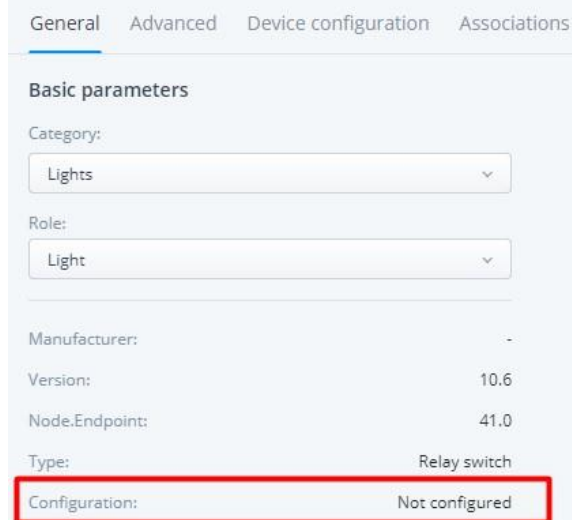 General Advanced Device configuration Associations
Basic parameters
Category:
Lights
Role:
Light
Manufacturer: -
Version: 10.6
Node.Endpoint: 41.0
Type: Relay switch
Configuration: Not configured